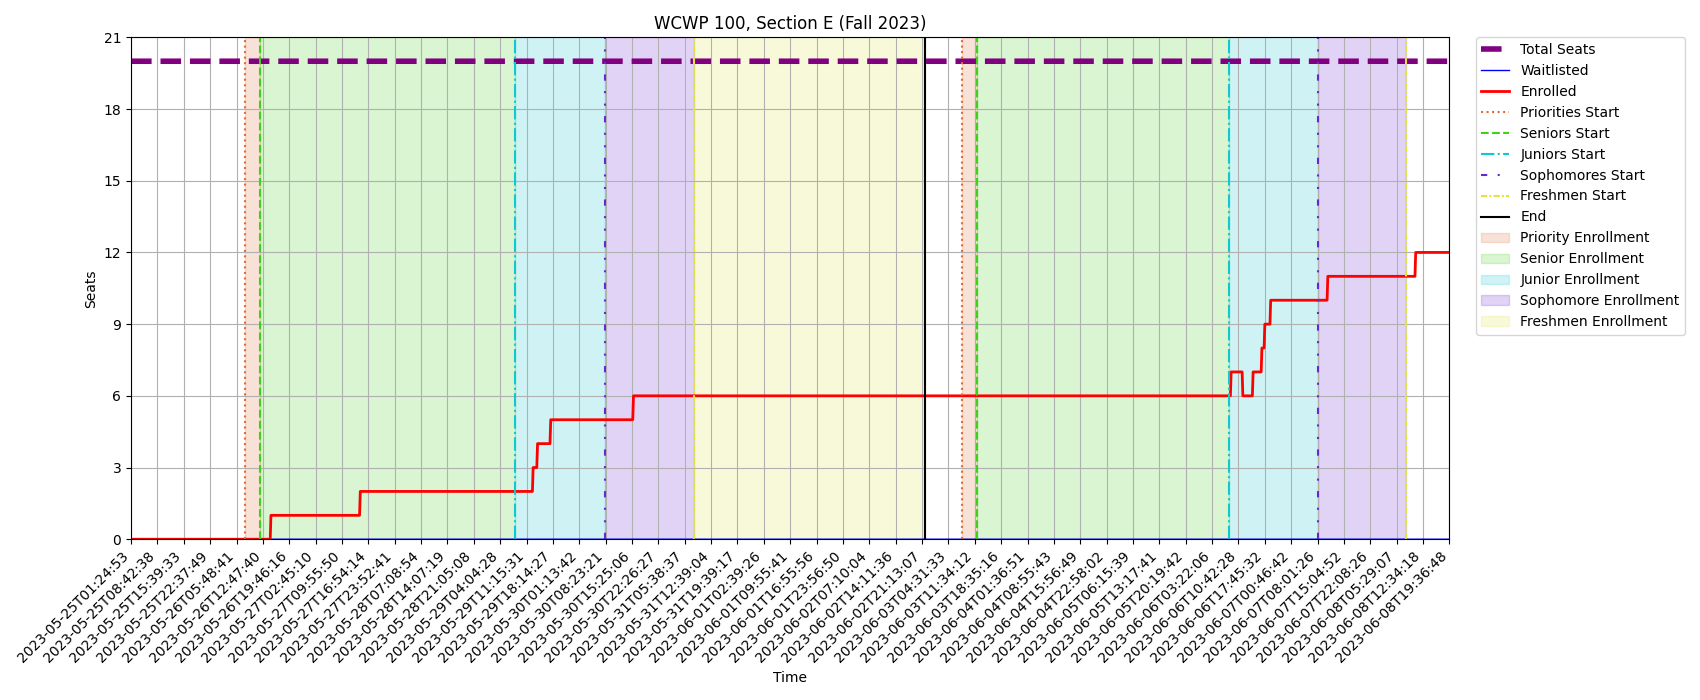 WCWP 100, Section E (Fall 2023)
Seats
21
18
15
12
9
6
3
0
2023-05-25T01:24:53
2023-05-25T08:42:38
2023-05-25T15:39:33
2023-05-25T22:37:49
2023-05-26T05:48:41
2023-05-26T12:47:40
2023-05-26T19:46:16
2023-05-27T02:45:10
2023-05-27T09:55:50
2023-05-27T16:54:14
2023-05-27T23:52:41
2023-05-28T07:08:54
2023-05-28T14:07:19
2023-05-28T21:05:08
2023-05-29T04:04:28
2023-05-29T11:15:31
2023-05-29T18:14:27
2023-05-30T01:13:42
2023-05-30T08:23:21
2023-05-30T15:25:06
2023-05-30T22:26:27
2023-05-31T05:38:37
2023-05-31T12:39:04
2023-05-31T19:39:17
2023-06-01T02:39:26
2023-06-01T09:55:41
2023-06-01T16:55:56
2023-06-01T23:56:50
2023-06-02T07:10:04
2023-06-02T14:11:36
2023-06-02T21:13:07
2023-06-03T04:31:33
2023-06-03T11:34:12
2023-06-03T18:35:16
2023-06-04T01:36:51
2023-06-04T08:55:43
2023-06-04T15:56:49
2023-06-04T22:58:02
2023-06-05T06:15:39
2023-06-05T13:17:41
2023-06-05T20:19:42
2023-06-06T03:22:06
2023-06-06T10:42:28
2023-06-06T17:45:32
2023-06-07T00:46:42
2023-06-07T08:01:26
2023-06-07T15:04:52
2023-06-07T22:08:26
2023-06-08T05:29:07
2023-06-08T12:34:18
2023-06-08T19:36:48
Time
Total Seats
Waitlisted
Enrolled
Priorities Start
Seniors Start
Juniors Start
Sophomores Start
Freshmen Start
End
Priority Enrollment
Senior Enrollment
Junior Enrollment
Sophomore Enrollment
Freshmen Enrollment